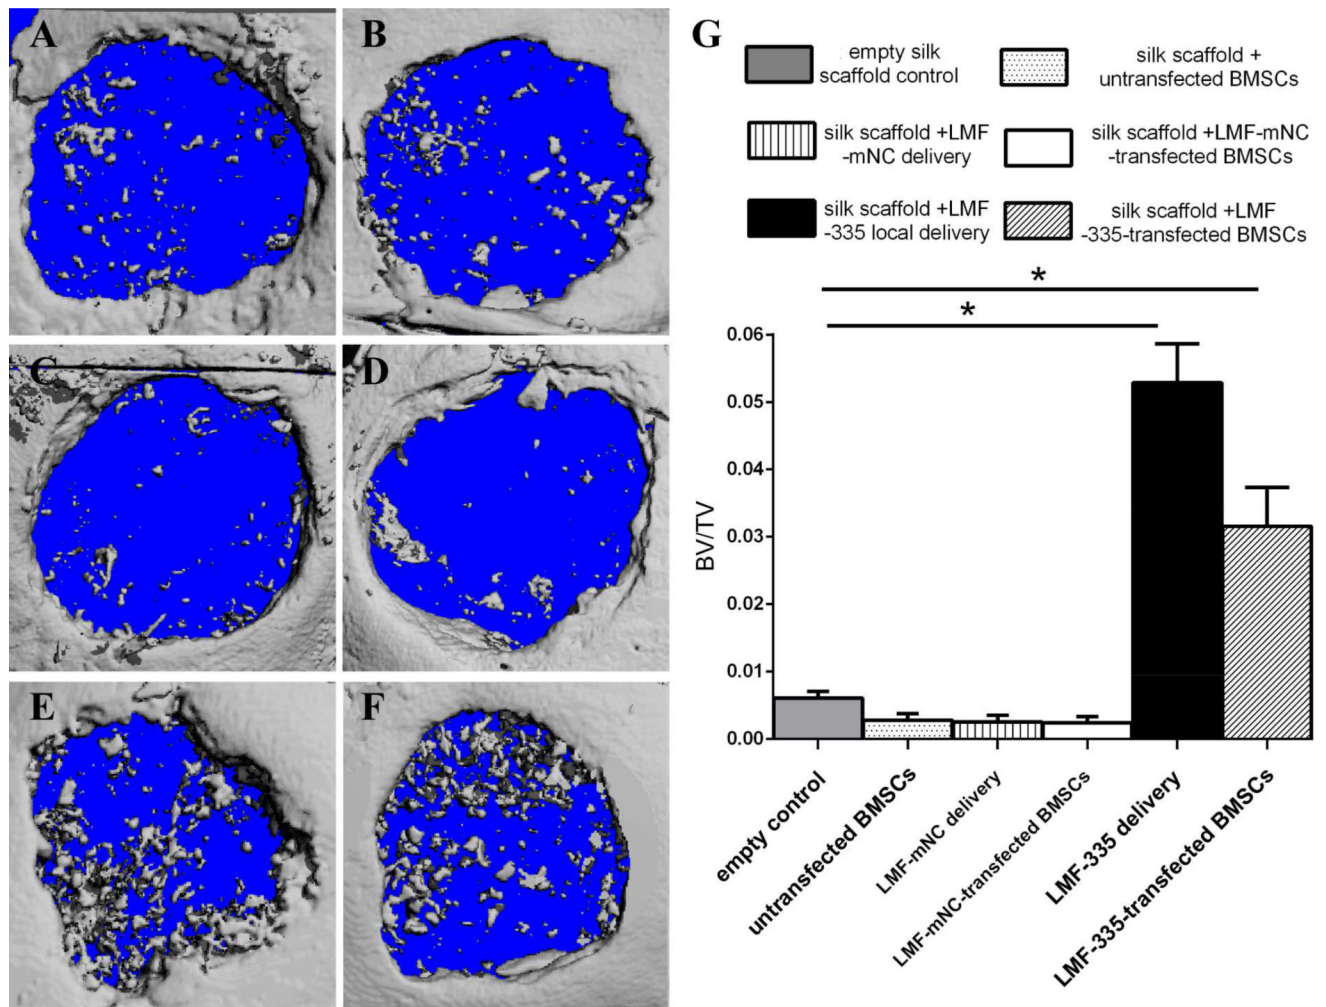 A
B
C
D
E
F
G
empty silk
scaffold control
silk scaffold +
untransfected BMSCs
silk scaffold +LMF
-mNC delivery
silk scaffold +LMF-mNC
-transfected BMSCs
silk scaffold +LMF
-335 local delivery
silk scaffold +LMF
-335-transfected BMSCs
*
*
0.06
0.05
0.04
0.03
0.02
0.01
0.00
BV/TV
empty control
untransfected BMSCs
LMF-mNC delivery
LMF-mNC-transfected BMSCs
LMF-335 delivery
LMF-335-transfected BMSCs